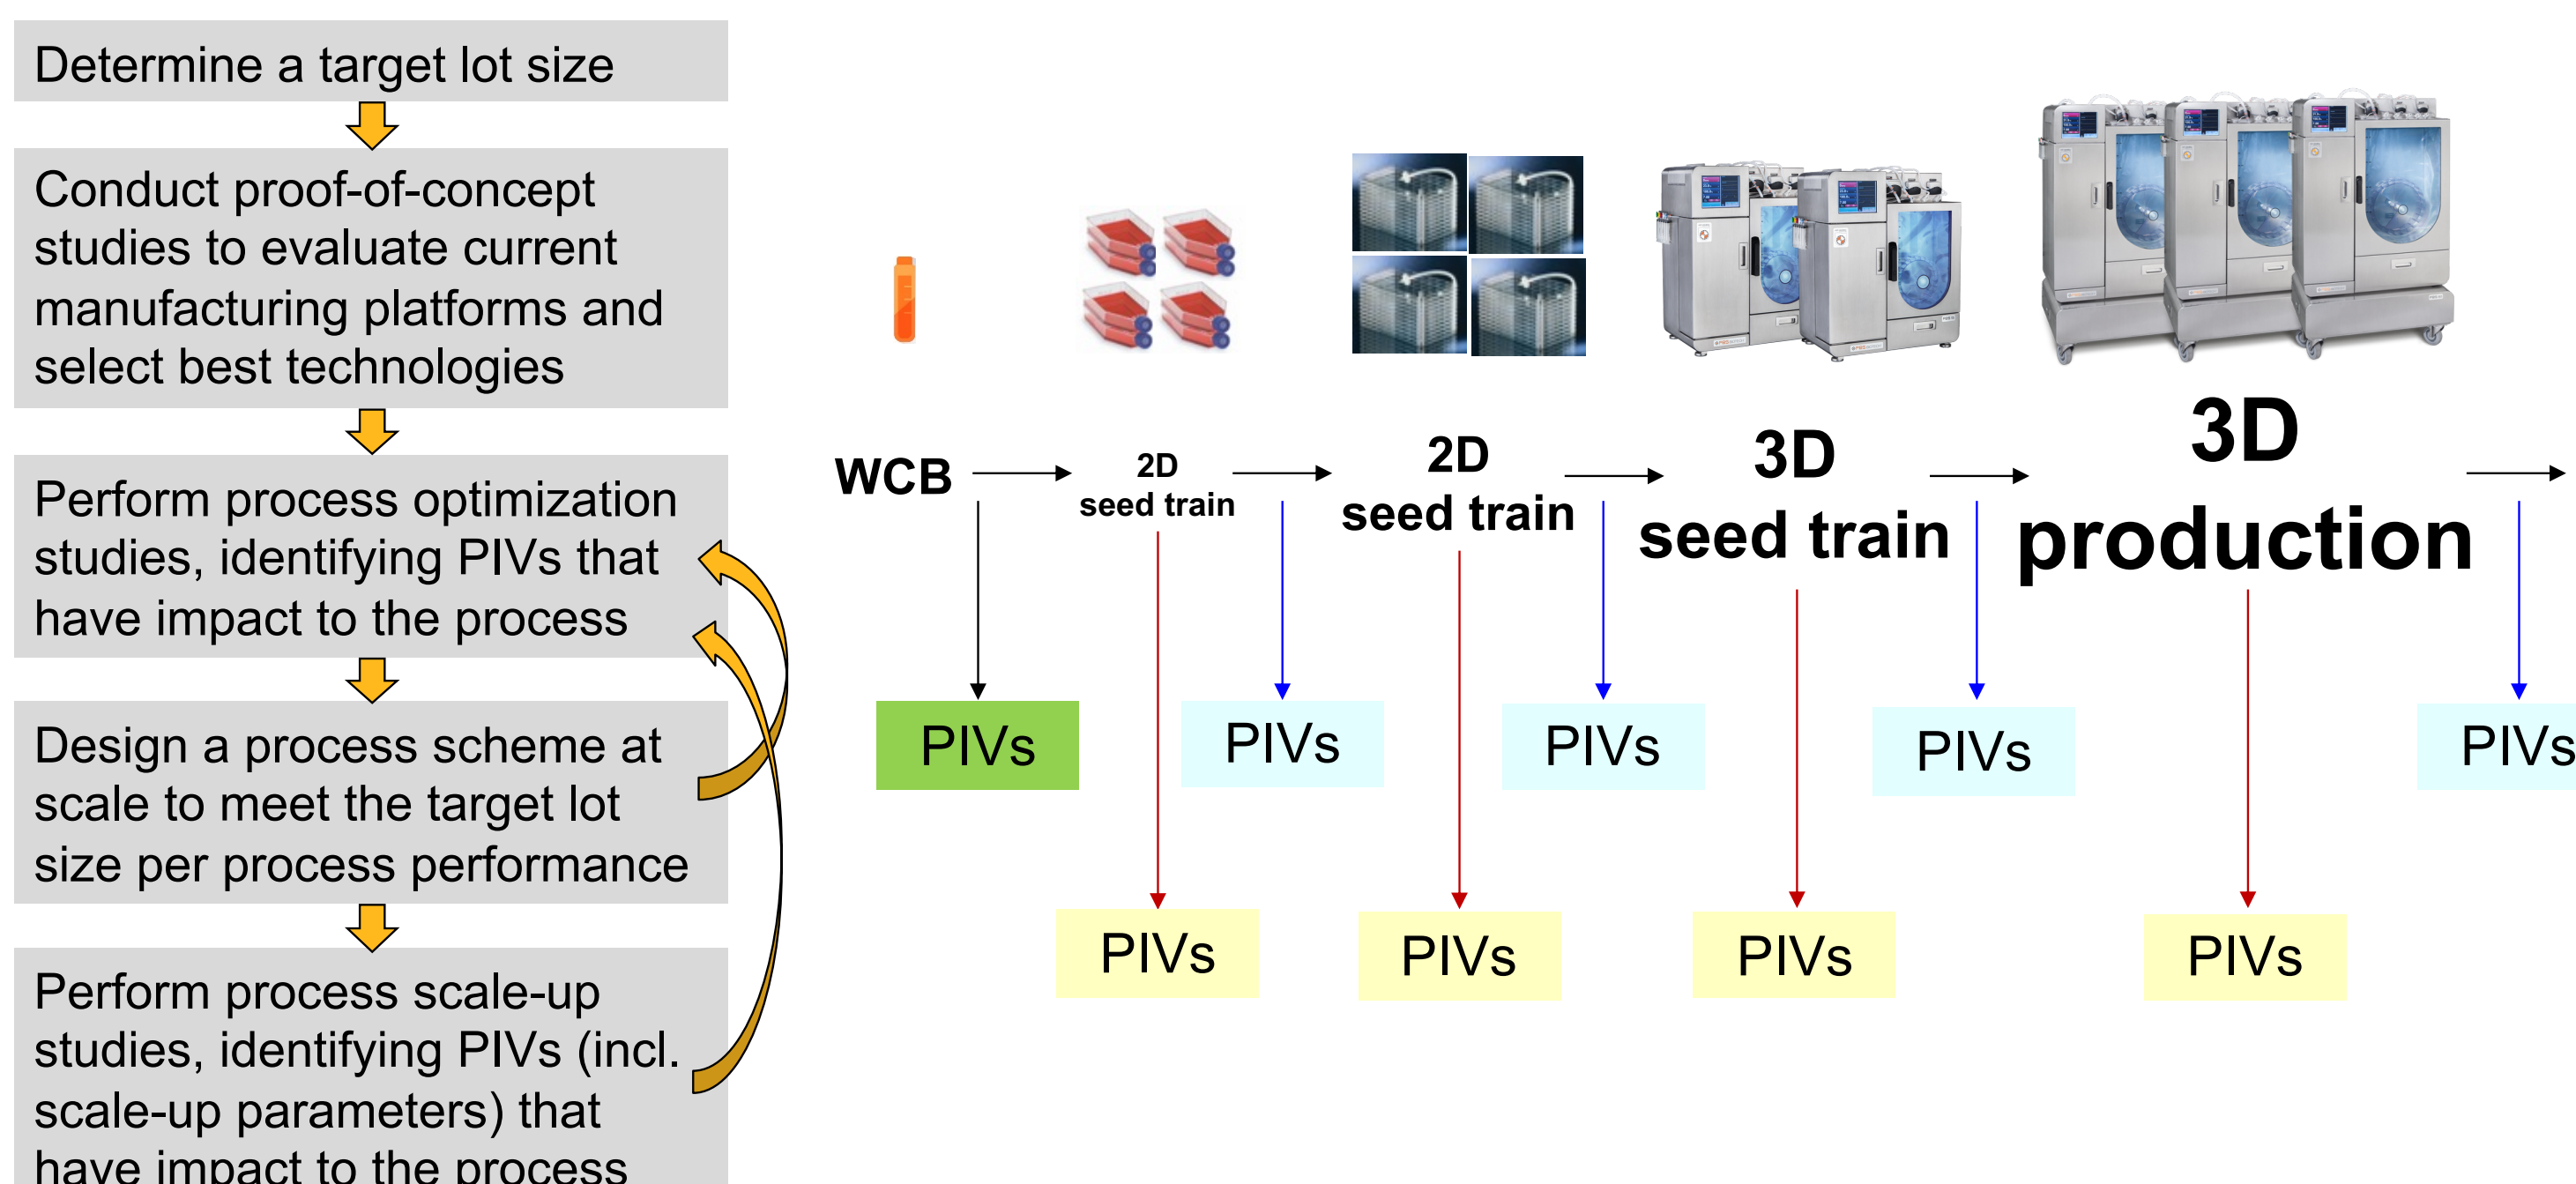 Determine a target lot size
Conduct proof-of-concept
studies to evaluate current
manufacturing platforms and
select best technologies
Perform process optimization
studies, identifying PIVs that
have impact to the process
Design a process scheme at
scale to meet the target lot
size per process performance
Perform process scale-up
studies, identifying PIVs (incl.
scale-up parameters) that
have impact to the process
WCB
2D
seed train
2D
seed train
3D
seed train
3D
production
PIVs
PIVs
PIVs
PIVs
PIVs
PIVs
PIVs
PIVs
PIVs